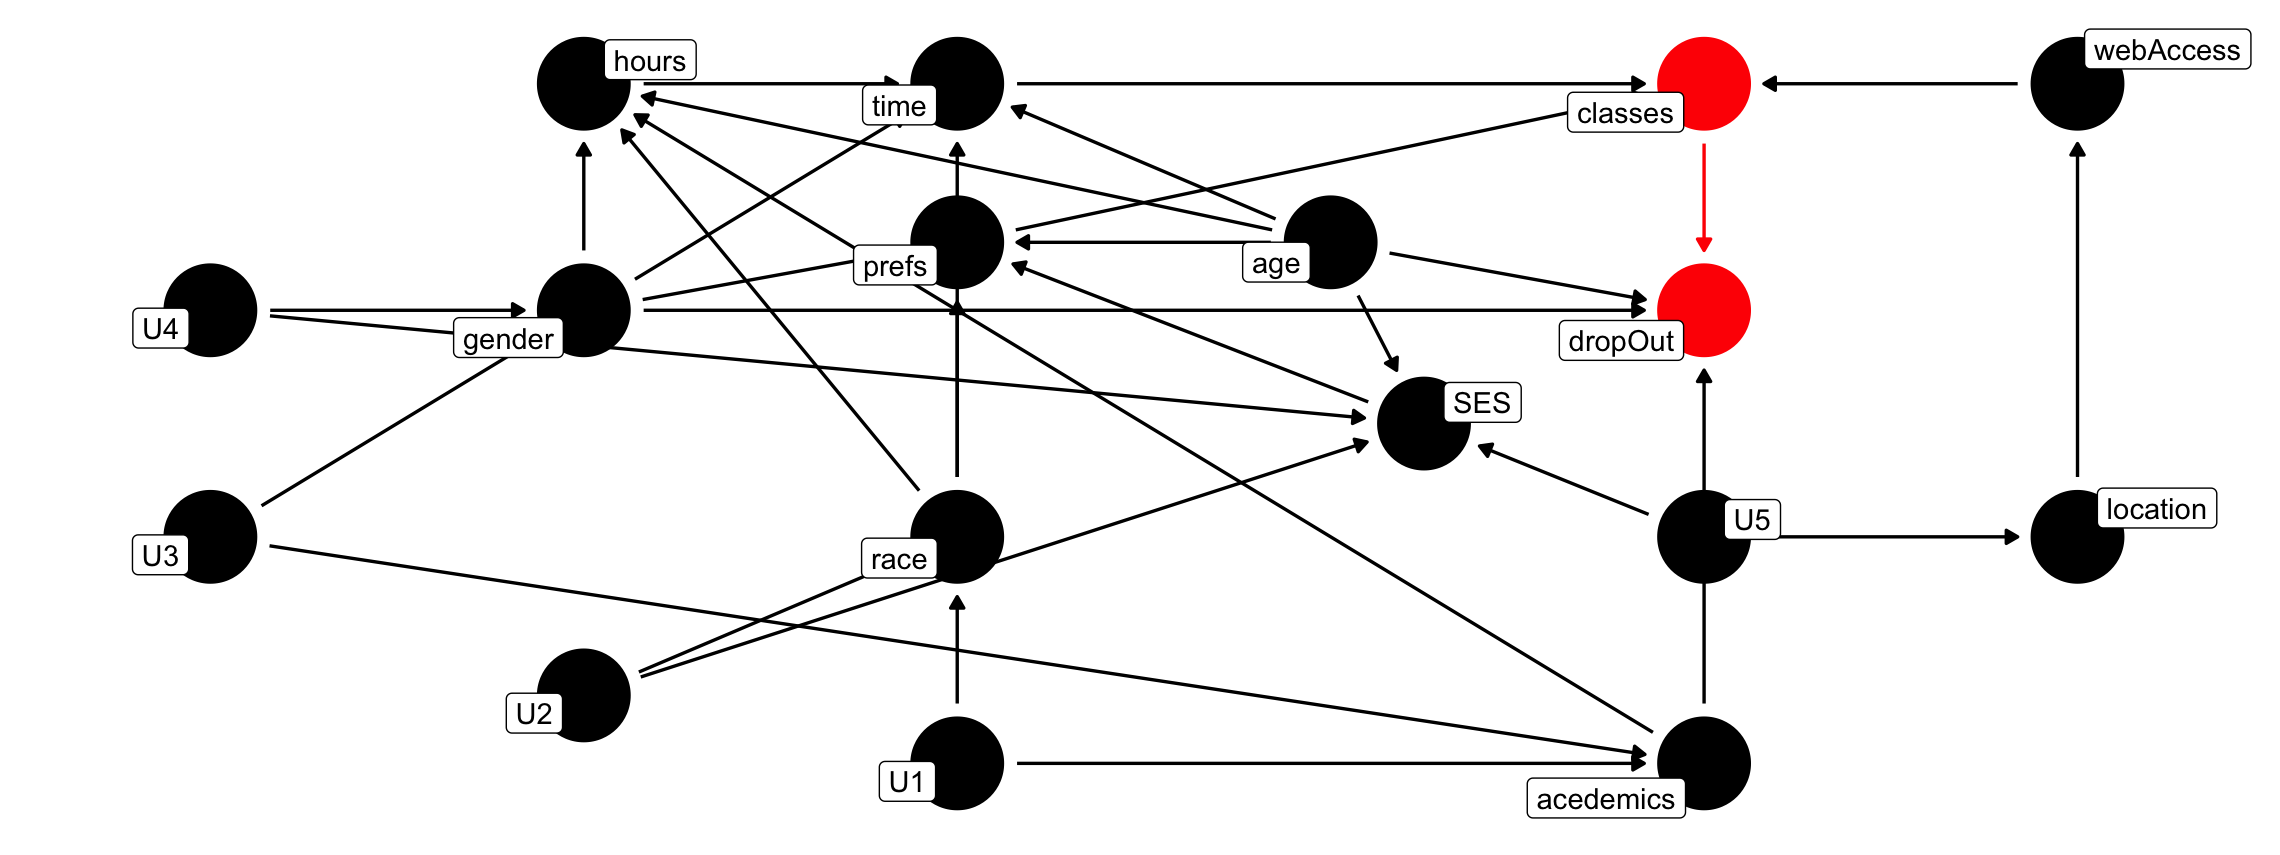 hours
time
classes
webAccess
prefs
age
U4
gender
dropOut
SES
U3
race
U5
location
U2
U1
acedemics